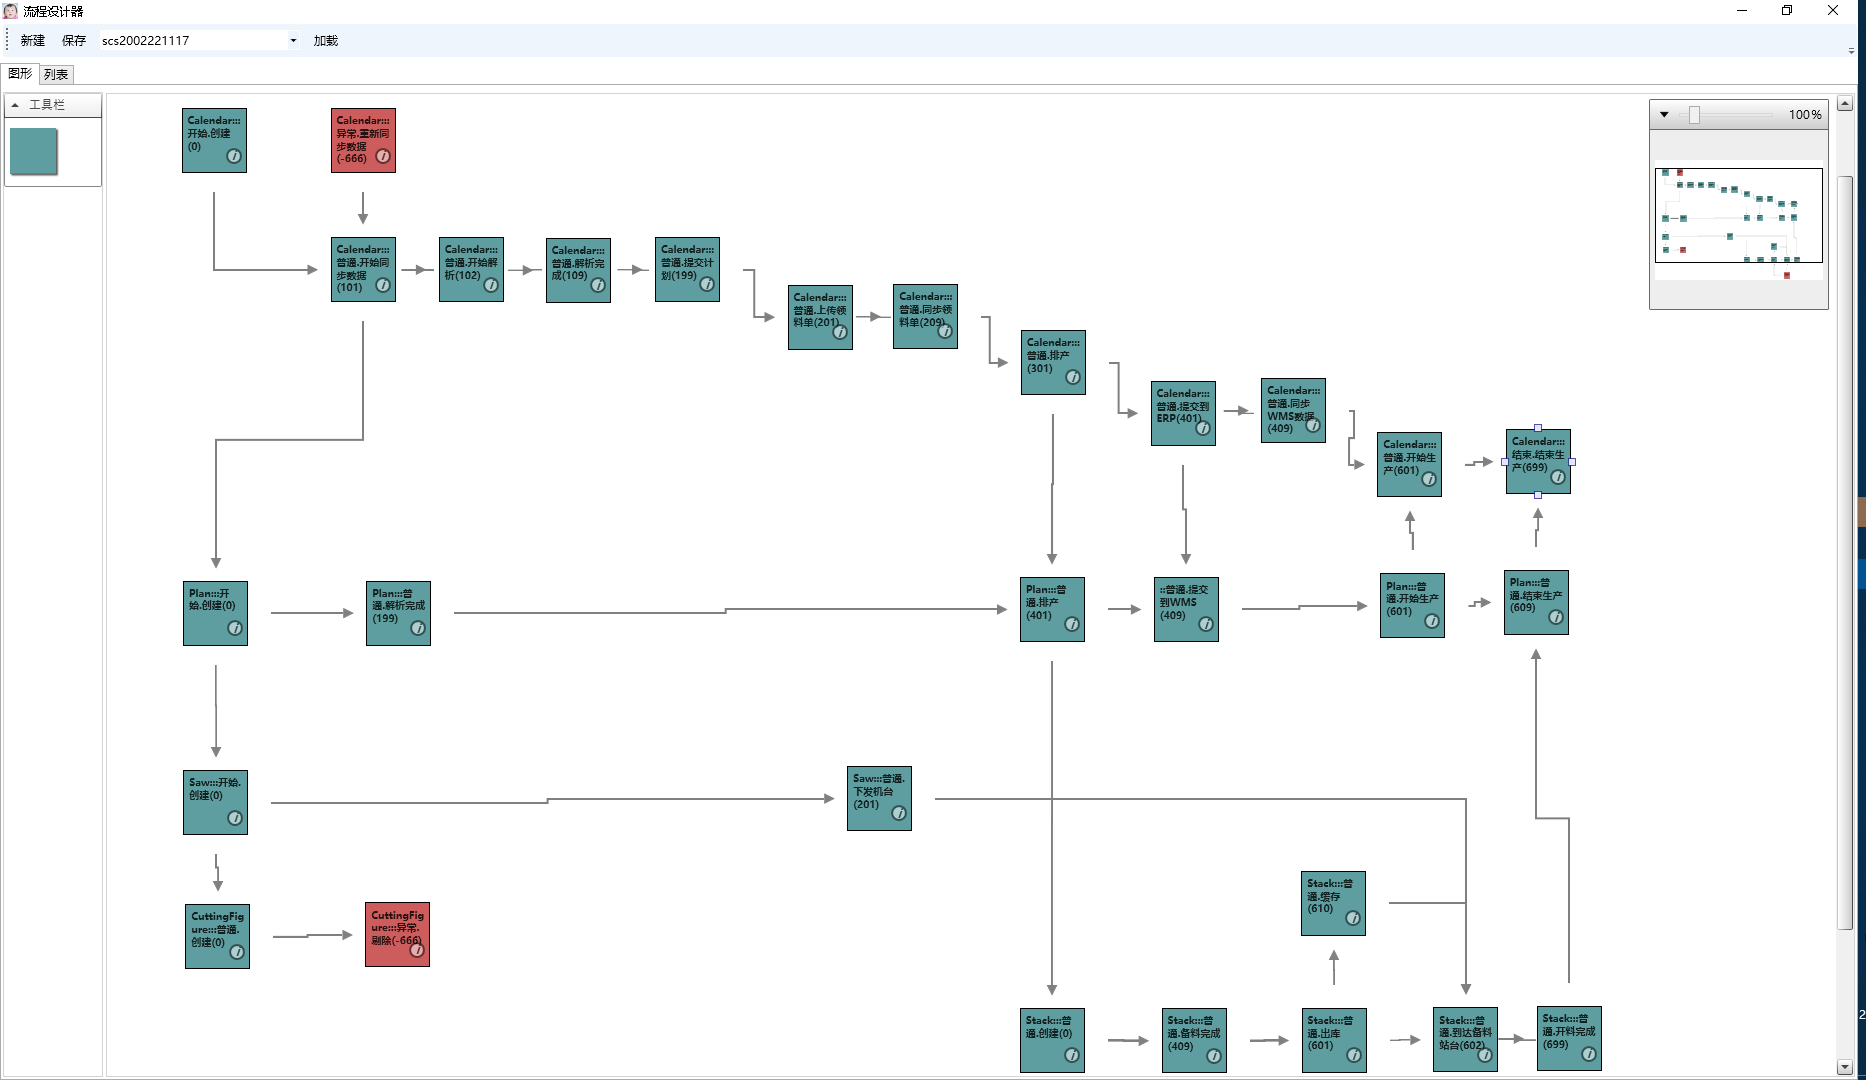 流程设计器
新建 保存 scs2002221117 加载
图形 列表
工具栏
100%
Calendar:::
开始.创建
(0)
Calendar:::
异常.重新同
步数据
(-666)
Calendar:::
普通.开始同
步数据
(101)
Calendar:::
普通.开始解
析(102)
Calendar:::
普通.解析完
成(109)
Calendar:::
普通.提交计
划(199)
Calendar:::
普通.上传领
料单(201)
Calendar:::
普通.同步领
料单(209)
Calendar:::
普通.排产
(301)
Calendar:::
普通.提交到
ERP(401)
Calendar:::
普通.同步
WMS数据
(409)
Calendar:::
普通.开始生
产(601)
Calendar:::
结束.结束生
产(699)
Plan:::开
始.创建(0)
Plan:::普
通.解析完成
(199)
Plan:::普
通.排产
(401)
::普通.提交
到WMS
(409)
Plan:::普
通.开始生产
(601)
Plan:::普
通.结束生产
(609)
Saw:::开始.
创建(0)
Saw:::普通.
下发机台
(201)
CuttingFig
ure:::普通.
创建(0)
CuttingFig
ure:::异常.
剔除(-666)
Stack:::普
通.缓存
(610)
Stack:::普
通.创建(0)
Stack:::普
通.备料完成
(409)
Stack:::普
通.出库
(601)
Stack:::普
通.到达备料
站台(602)
Stack:::普
通.开料完成
(699)
2